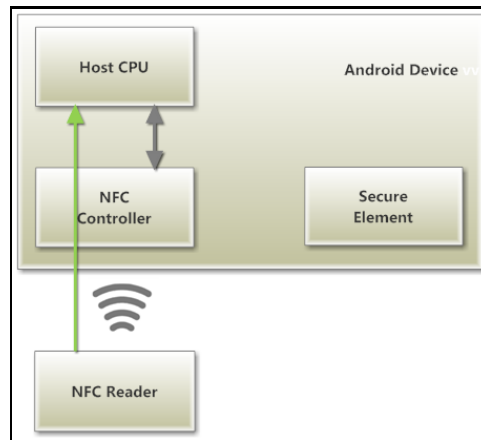 Host CPU
Android Device
NFC
Controller
Secure
Element
NFC Reader